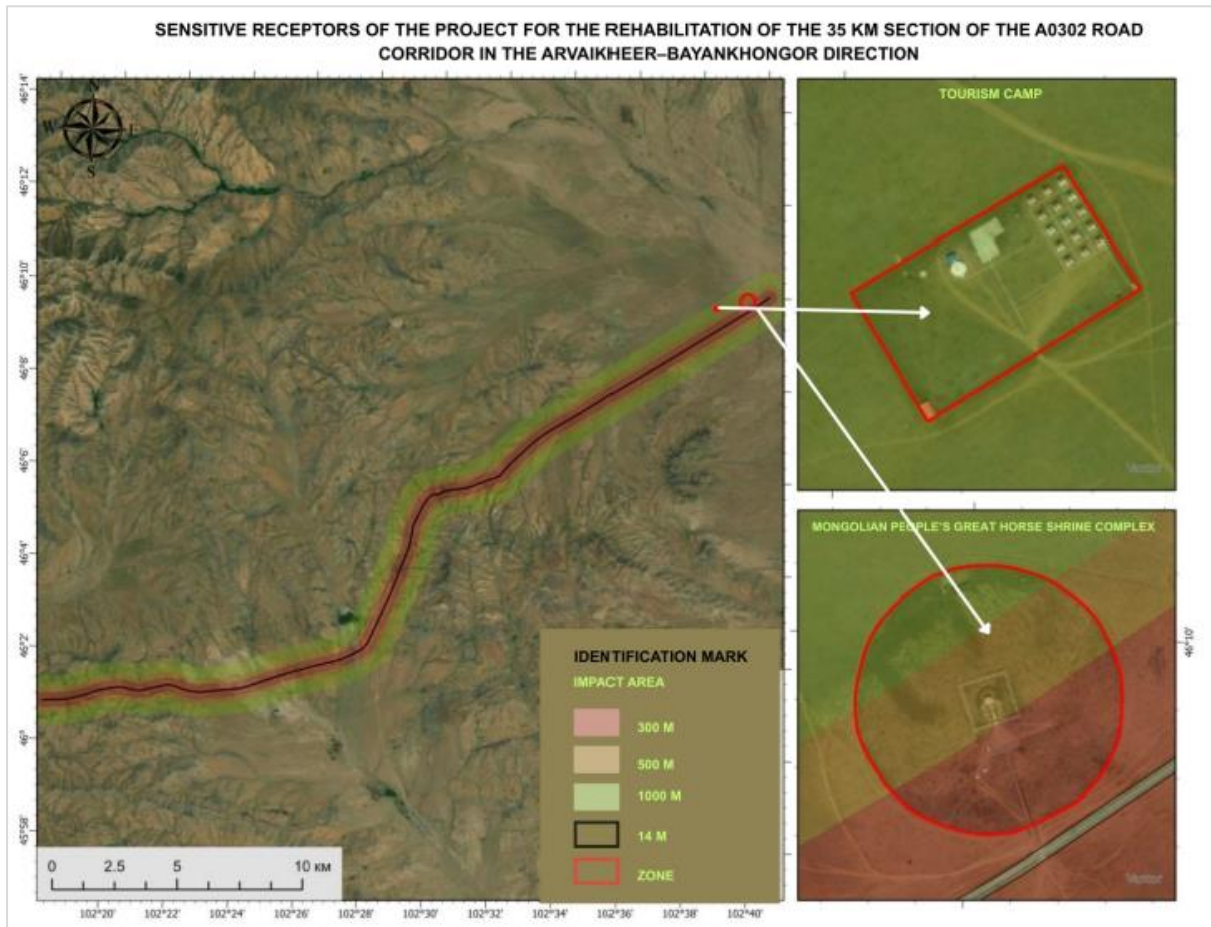 SENSITIVE RECEPTORS OF THE PROJECT FOR THE REHABILITATION OF THE 35 KM SECTION OF THE A0302 ROAD
CORRIDOR IN THE ARVAIKHEER–BAYANKHONGOR DIRECTION
N
W
E
S
46°14'
46°12'
46°10'
46°8'
46°6'
46°4'
46°2'
46°
45°58'
TOURISM CAMP
MONGOLIAN PEOPLE'S GREAT HORSE SHRINE COMPLEX
46°10'
IDENTIFICATION MARK
IMPACT AREA
300 M
500 M
1000 M
14 M
ZONE
0 2.5 5 10 км
102°20' 102°22' 102°24' 102°26' 102°28' 102°30' 102°32' 102°34' 102°36' 102°38' 102°40'